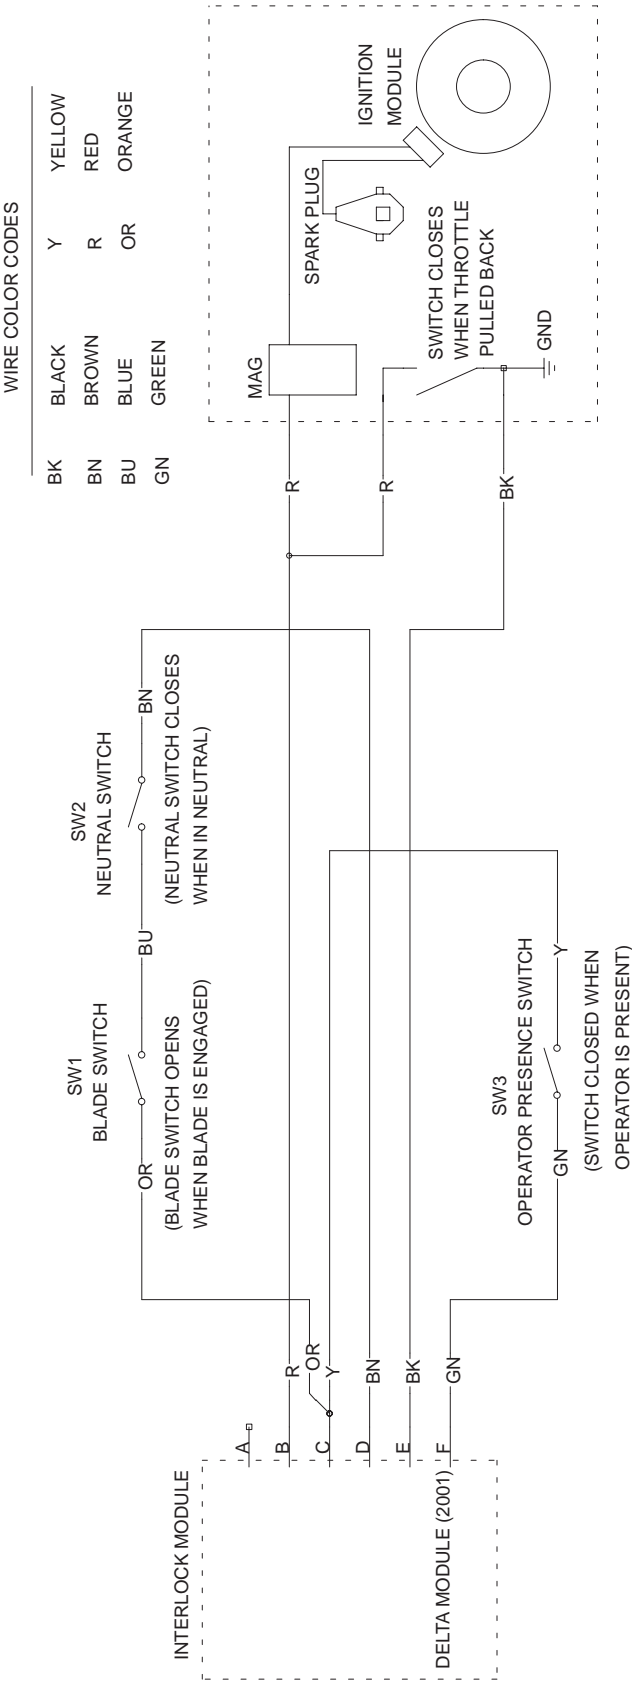 WIRE COLOR CODES
BK BLACK Y YELLOW
BN BROWN R RED
BU BLUE OR ORANGE
GN GREEN
SW1
BLADE SWITCH
SW2
NEUTRAL SWITCH
OR
BU
BN
(BLADE SWITCH OPENS
WHEN BLADE IS ENGAGED)
(NEUTRAL SWITCH CLOSES
WHEN IN NEUTRAL)
INTERLOCK MODULE
A
B
C
D
E
F
DELTA MODULE (2001)
R
OR
Y
BN
BK
GN
R
R
BK
MAG
SPARK PLUG
IGNITION
MODULE
SWITCH CLOSES
WHEN THROTTLE
PULLED BACK
GND
SW3
OPERATOR PRESENCE SWITCH
GN
Y
(SWITCH CLOSED WHEN
OPERATOR IS PRESENT)